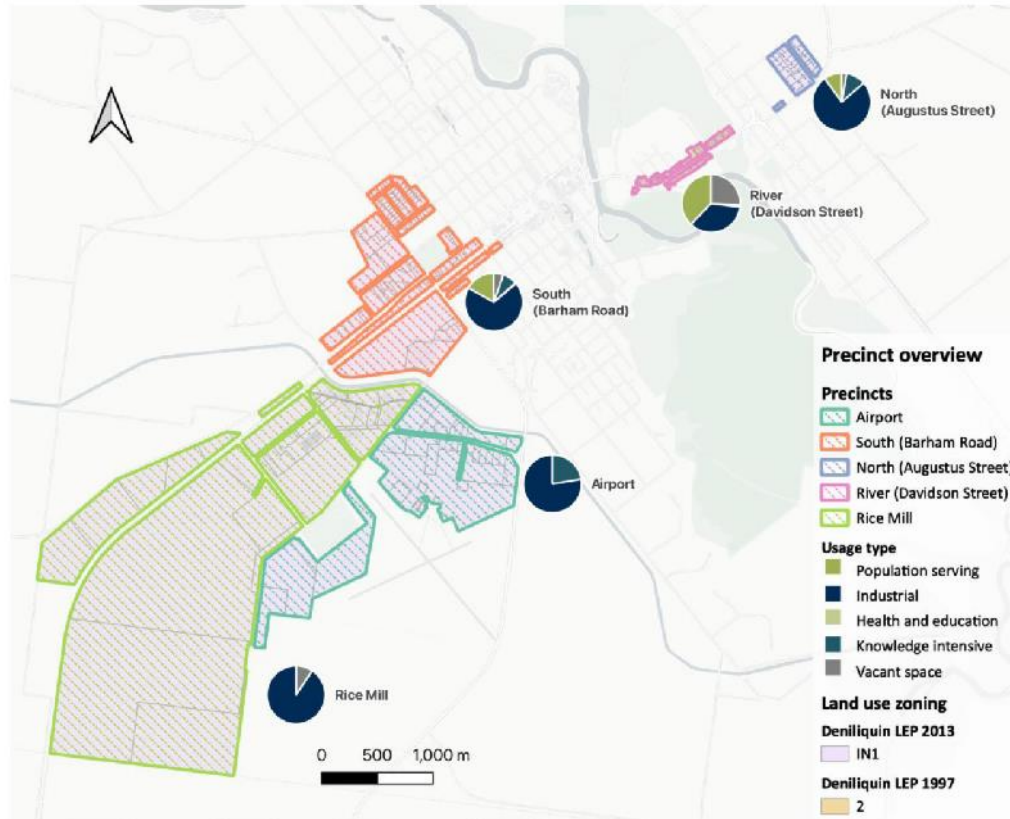 North
(Augustus Street)
River
(Davidson Street)
South
(Barham Road)
Airport
Rice Mill
0 500 1,000 m
Precinct overview
Precincts
Airport
South (Barham Road)
North (Augustus Street)
River (Davidson Street)
Rice Mill
Usage type
Population serving
Industrial
Health and education
Knowledge intensive
Vacant space
Land use zoning
Deniliquin LEP 2013
IN1
Deniliquin LEP 1997
2